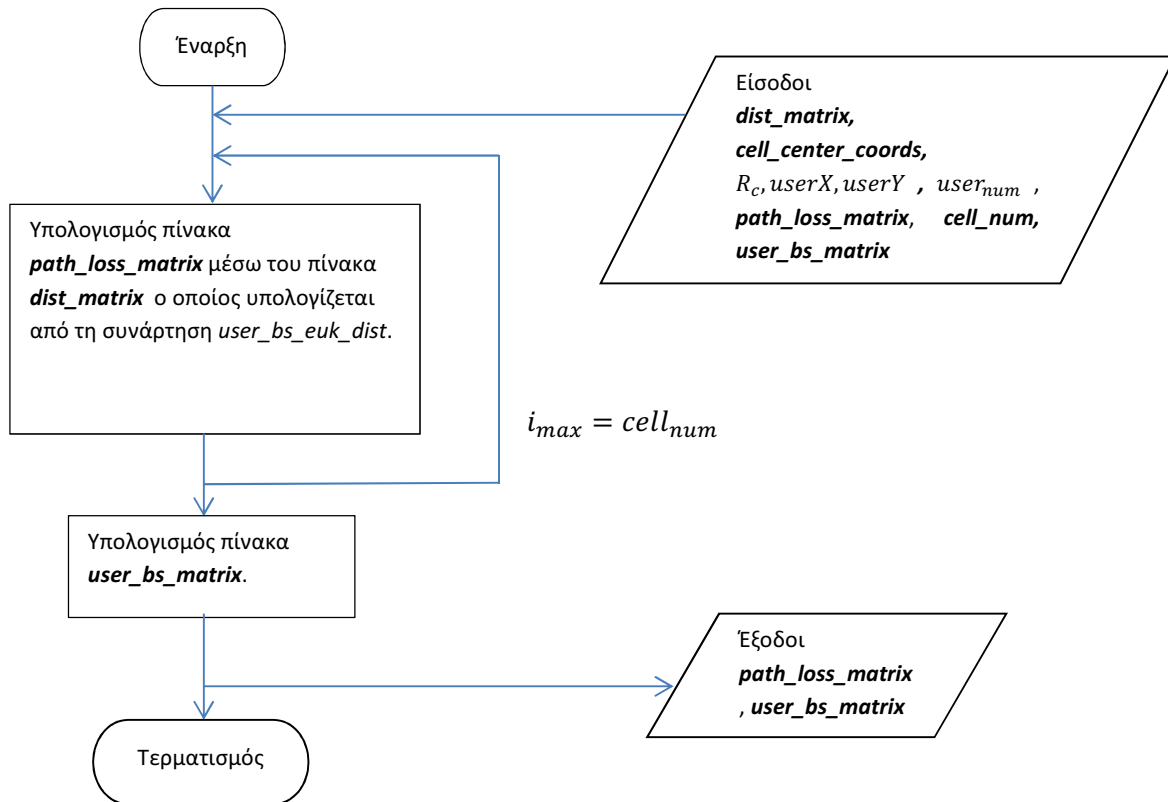 Έναρξη
Είσοδοι
dist_matrix,
cell_center_coords,
R_c, userX, userY , user_num ,
path_loss_matrix, cell_num,
user_bs_matrix
Υπολογισμός πίνακα
path_loss_matrix μέσω του πίνακα
dist_matrix ο οποίος υπολογίζεται
από τη συνάρτηση user_bs_euk_dist.
i_max = cell_num
Υπολογισμός πίνακα
user_bs_matrix.
Έξοδοι
path_loss_matrix
, user_bs_matrix
Τερματισμός